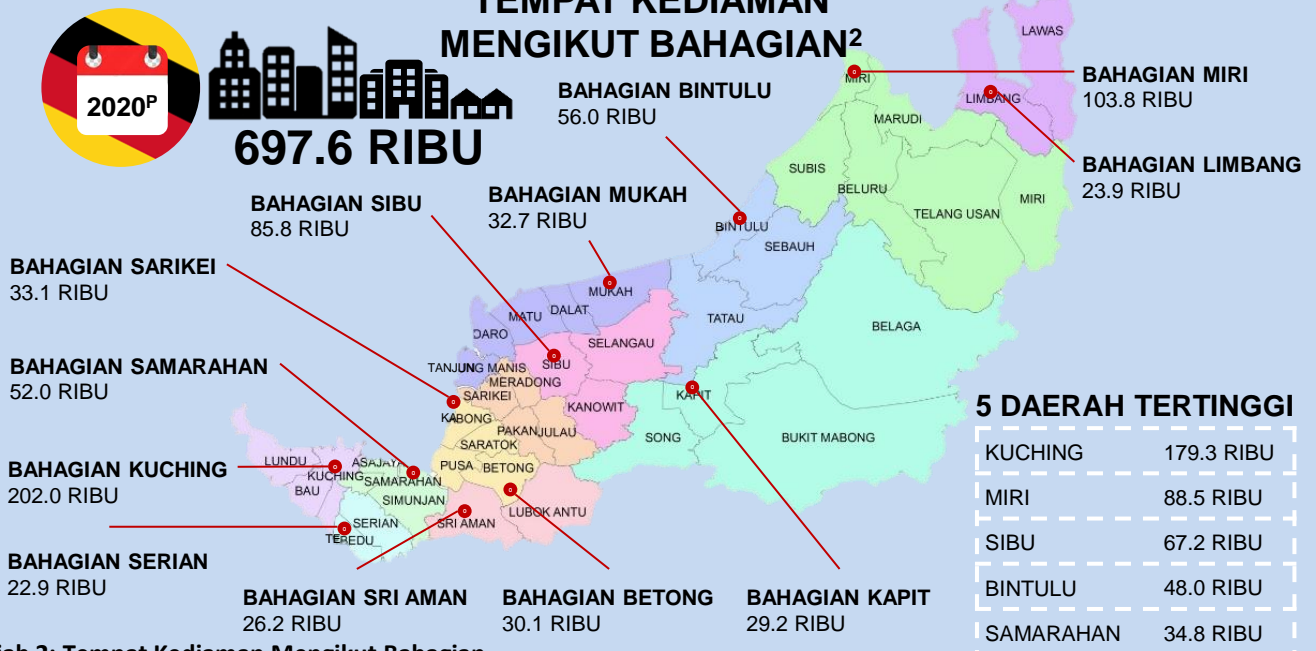 TEMPAT KEDIAMAN
MENGIKUT BAHAGIAN²
2020ᴾ
697.6 RIBU
BAHAGIAN MIRI
103.8 RIBU
BAHAGIAN LIMBANG
23.9 RIBU
BAHAGIAN BINTULU
56.0 RIBU
BAHAGIAN MUKAH
32.7 RIBU
BAHAGIAN SIBU
85.8 RIBU
BAHAGIAN SARIKEI
33.1 RIBU
BAHAGIAN SAMARAHAN
52.0 RIBU
BAHAGIAN KUCHING
202.0 RIBU
BAHAGIAN SERIAN
22.9 RIBU
BAHAGIAN SRI AMAN
26.2 RIBU
BAHAGIAN BETONG
30.1 RIBU
BAHAGIAN KAPIT
29.2 RIBU
LAWAS
LIMBANG
MIRI
MARUDI
SUBIS
BELURU
TELANG USAN
MIRI
BINTULU
SEBAUH
TATAU
BELAGA
MUKAH
DALAT
MATU
DARO
SELANGAU
TANJUNG MANIS
SIBU
MERADONG
SARIKEI
KANOWIT
KAPIT
KABONG
PAKAN
JULAU
SONG
BUKIT MABONG
SARATOK
PUSA
BETONG
LUNDU
ASAJAYA
KUCHING
SAMARAHAN
BAU
SIMUNJAN
LUBOK ANTU
SRI AMAN
SERIAN
TEBEDU
5 DAERAH TERTINGGI
KUCHING 179.3 RIBU
MIRI 88.5 RIBU
SIBU 67.2 RIBU
BINTULU 48.0 RIBU
SAMARAHAN 34.8 RIBU
Tempat Kediaman Mengikut Bahagian